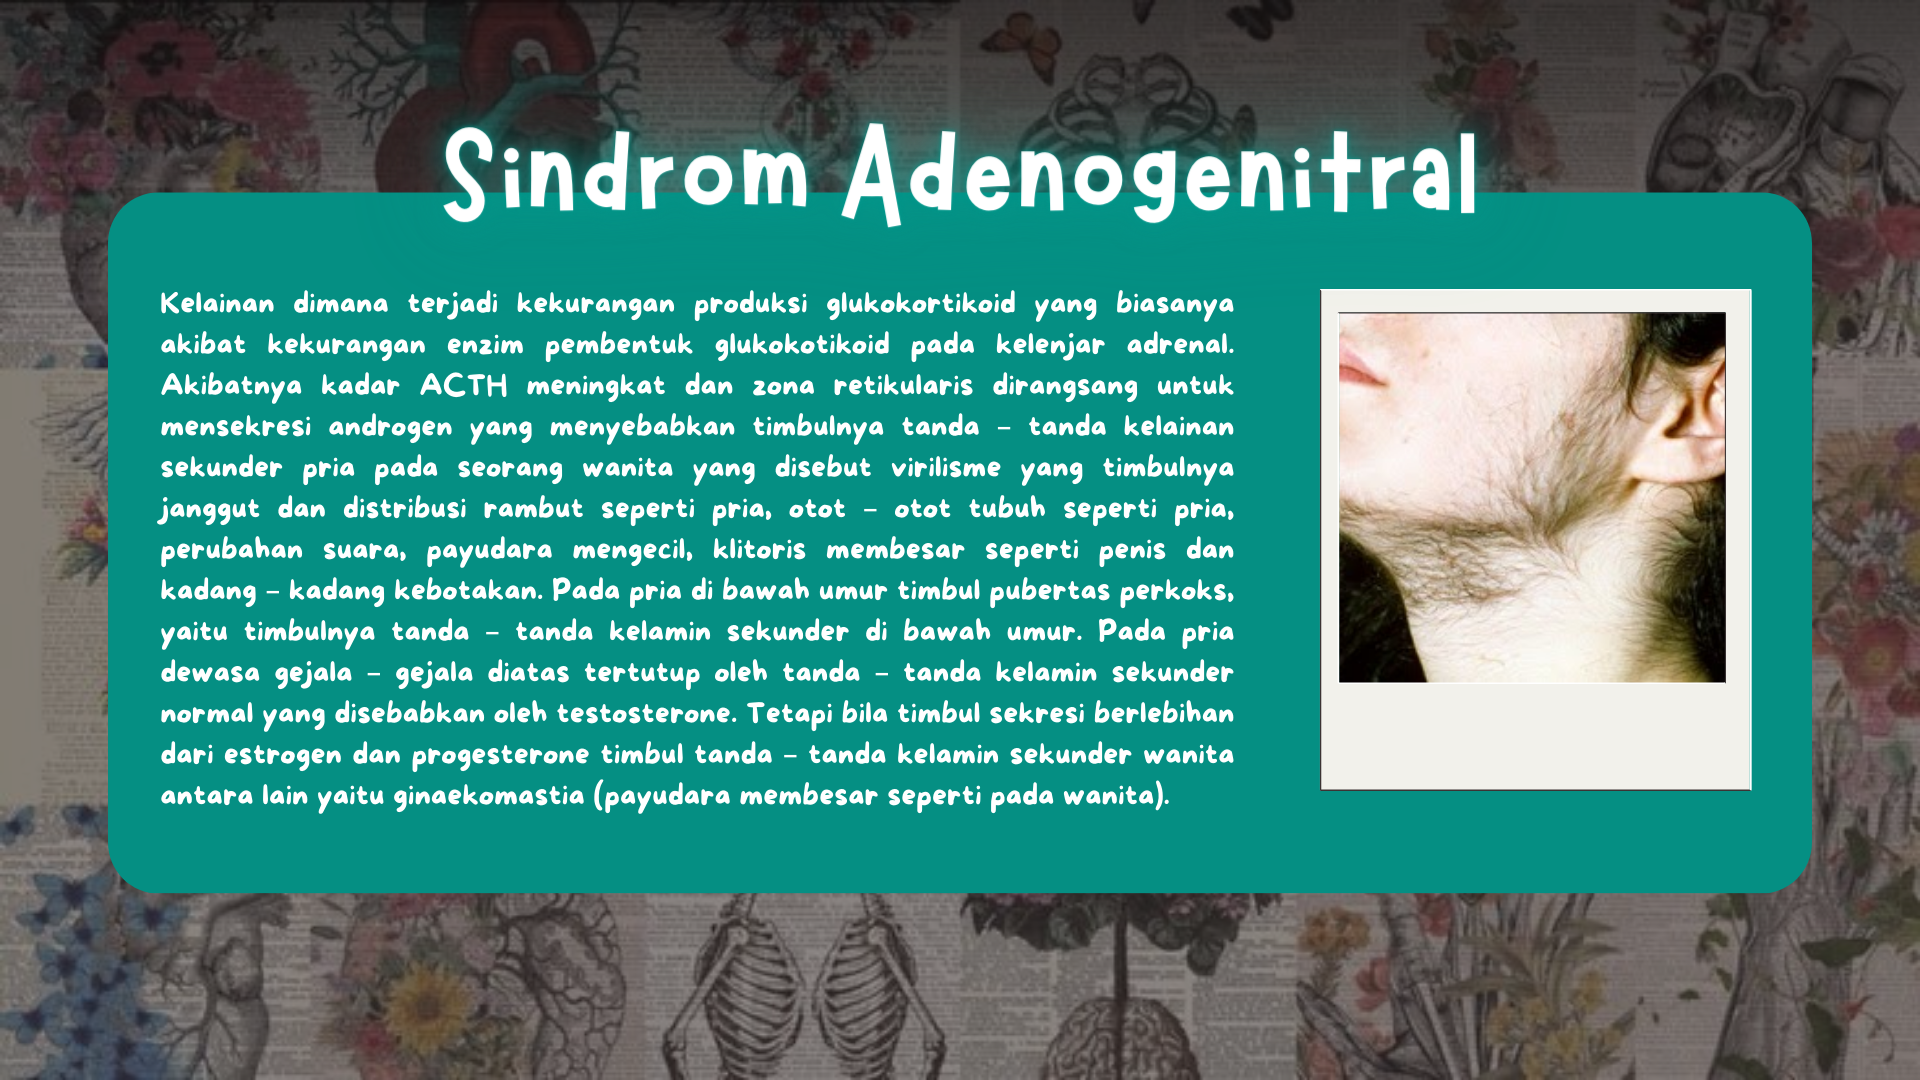 Sindrom Adenogenitral
Kelainan dimana terjadi kekurangan produksi glukokortikoid yang biasanya
akibat kekurangan enzim pembentuk glukokotikoid pada kelenjar adrenal.
Akibatnya kadar ACTH meningkat dan zona retikularis dirangsang untuk
mensekresi androgen yang menyebabkan timbulnya tanda – tanda kelainan
sekunder pria pada seorang wanita yang disebut virilisme yang timbulnya
janggut dan distribusi rambut seperti pria, otot – otot tubuh seperti pria,
perubahan suara, payudara mengecil, klitoris membesar seperti penis dan
kadang – kadang kebotakan. Pada pria di bawah umur timbul pubertas perkoks,
yaitu timbulnya tanda – tanda kelamin sekunder di bawah umur. Pada pria
dewasa gejala – gejala diatas tertutup oleh tanda – tanda kelamin sekunder
normal yang disebabkan oleh testosterone. Tetapi bila timbul sekresi berlebihan
dari estrogen dan progesterone timbul tanda – tanda kelamin sekunder wanita
antara lain yaitu ginaekomastia (payudara membesar seperti pada wanita).